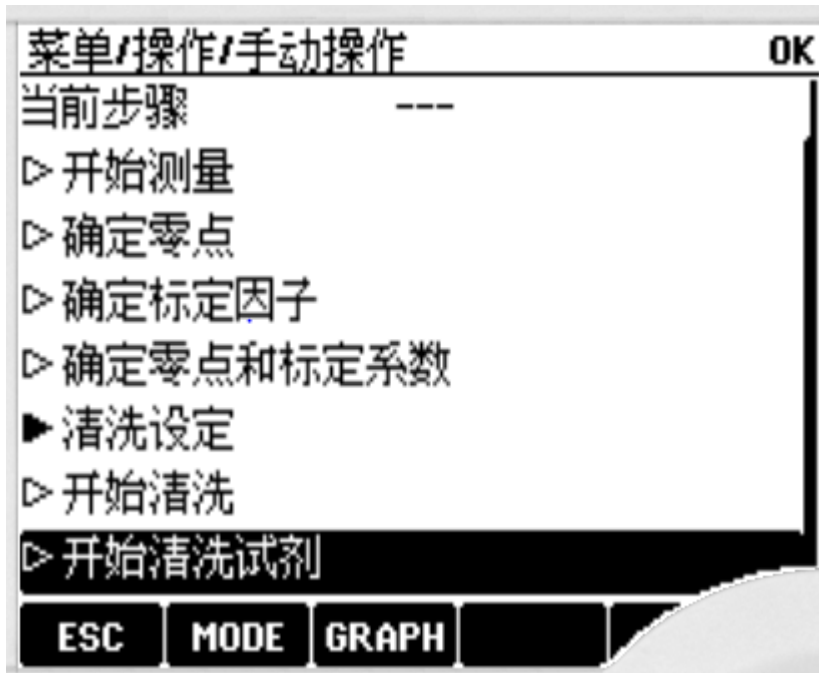 菜单/操作/手动操作 OK
当前步骤 ---
▷开始测量
▷确定零点
▷确定标定因子
▷确定零点和标定系数
▶清洗设定
▷开始清洗
▷开始清洗试剂
ESC MODE GRAPH